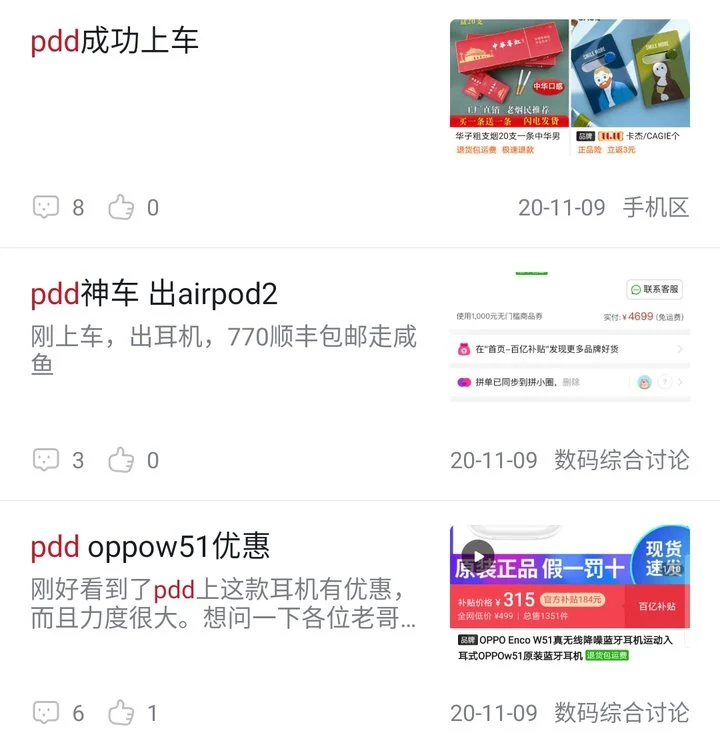 pdd成功上车
中华香烟
中华口感
工厂直销 老烟民推荐
买一条送一条 闪电发货
华子粗支烟20支一条中华男
退货包运费 极速退款
SMILE MORE
品牌 11.11 卡杰/CAGIE个
正品险 立返3元
8 0 20-11-09 手机区
pdd神车 出airpod2
刚上车，出耳机，770顺丰包邮走咸
鱼
联系客服
使用1,000元无门槛商品券 实付: ¥4699 (免运费)
在"首页-百亿补贴"发现更多品牌好货
拼单已同步到拼小圈，删除
3 0 20-11-09 数码综合讨论
pdd oppow51优惠
刚好看到了pdd上这款耳机有优惠，
而且力度很大。想问一下各位老哥...
现货
速发
原装正品 假一罚十
1/10
补贴价格 ¥ 315 官方补贴184元
全网低价 ¥499 | 总售1351件
百亿补贴
品牌 OPPO Enco W51真无线降噪蓝牙耳机运动入
耳式OPPOw51原装蓝牙耳机 退货包运费
6 1 20-11-09 数码综合讨论